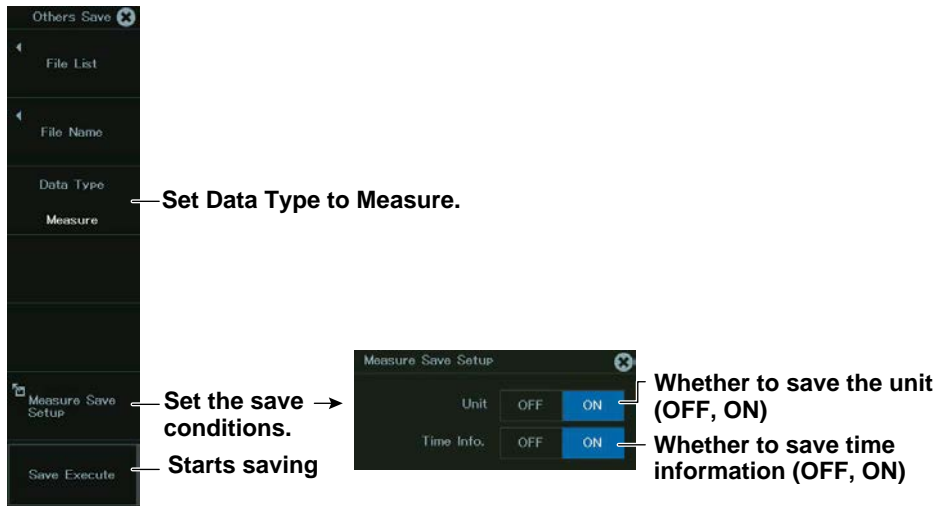 Others Save
File List
File Name
Data Type
Measure
Set Data Type to Measure.
Measure Save
Setup
Set the save
conditions.
Save Execute
Starts saving
Measure Save Setup
Unit OFF ON
Time Info. OFF ON
Whether to save the unit
(OFF, ON)
Whether to save time
information (OFF, ON)